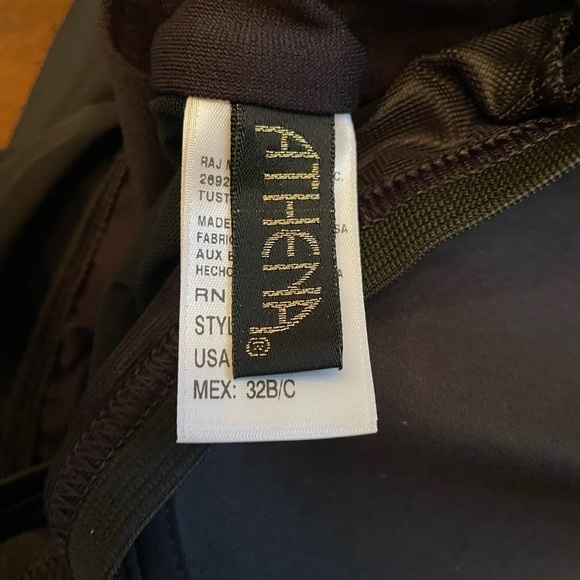 ATHENA®
RAJ
2692
TUST
MADE
FABRIC
AUX
HECHO
RN
STYL
USA
MEX: 32B/C